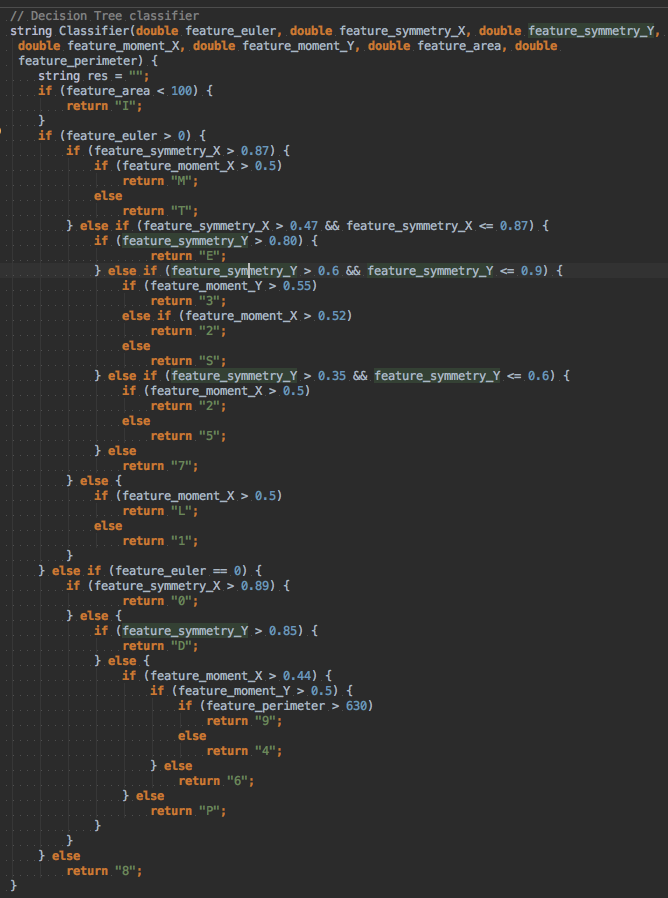 // Decision Tree classifier
string Classifier(double feature_euler, double feature_symmetry_X, double feature_symmetry_Y,
double feature_moment_X, double feature_moment_Y, double feature_area, double
feature_perimeter) {
string res = "";
if (feature_area < 100) {
return "I";
}
if (feature_euler > 0) {
if (feature_symmetry_X > 0.87) {
if (feature_moment_X > 0.5)
return "M";
else
return "T";
} else if (feature_symmetry_X > 0.47 && feature_symmetry_X <= 0.87) {
if (feature_symmetry_Y > 0.80) {
return "E";
} else if (feature_symmetry_Y > 0.6 && feature_symmetry_Y <= 0.9) {
if (feature_moment_Y > 0.55)
return "3";
else if (feature_moment_X > 0.52)
return "2";
else
return "S";
} else if (feature_symmetry_Y > 0.35 && feature_symmetry_Y <= 0.6) {
if (feature_moment_X > 0.5)
return "2";
else
return "5";
} else
return "7";
} else {
if (feature_moment_X > 0.5)
return "L";
else
return "1";
}
} else if (feature_euler == 0) {
if (feature_symmetry_X > 0.89) {
return "0";
} else {
if (feature_symmetry_Y > 0.85) {
return "D";
} else {
if (feature_moment_X > 0.44) {
if (feature_moment_Y > 0.5) {
if (feature_perimeter > 630)
return "9";
else
return "4";
} else
return "6";
} else
return "P";
}
}
} else
return "8";
}